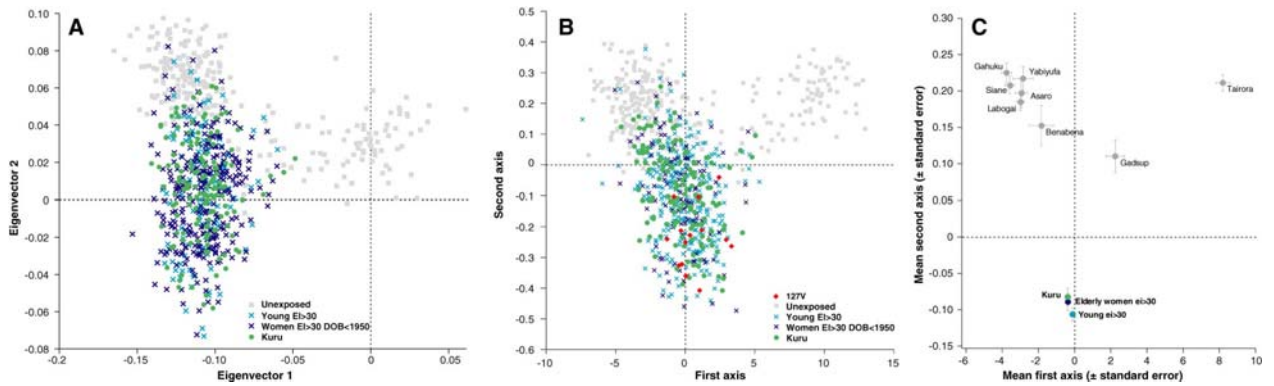 A
Eigenvector 2
0.10
0.08
0.06
0.04
0.02
0
-0.02
-0.04
-0.06
-0.08
-0.2
-0.15
-0.10
-0.05
0
0.05
Eigenvector 1
Unexposed
Young EI>30
Women EI>30 DOB<1950
Kuru
B
Second axis
0.5
0.4
0.3
0.2
0.1
0
-0.1
-0.2
-0.3
-0.4
-0.5
-0.6
-10
-5
0
5
10
15
First axis
127V
Unexposed
Young EI>30
Women EI>30 DOB<1950
Kuru
C
Mean second axis (± standard error)
0.30
0.25
0.20
0.15
0.10
0.05
0
-0.05
-0.10
-0.15
-6
-4
-2
0
2
4
6
8
10
Mean first axis (± standard error)
Gahuku
Yabiyufa
Siane
Asaro
Labogai
Benabena
Gadsup
Tairora
Kuru
Elderly women ei>30
Young ei>30